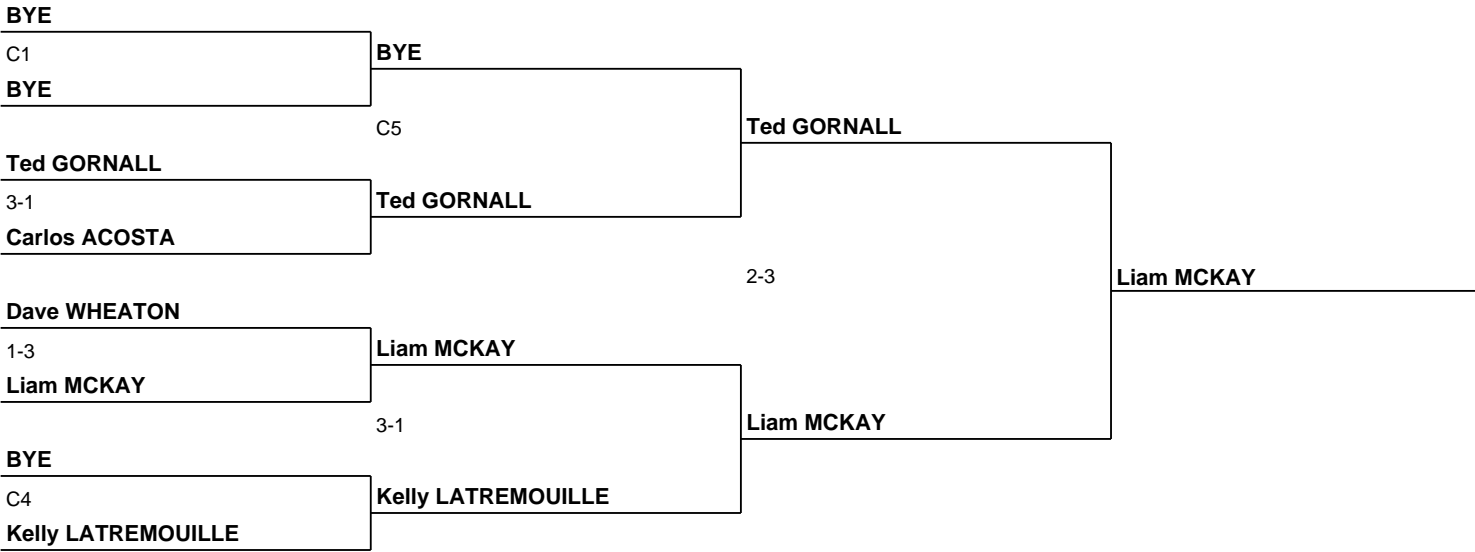 BYE
C1
BYE
BYE
C5
Ted GORNALL
Ted GORNALL
3-1
Ted GORNALL
Carlos ACOSTA
2-3
Liam MCKAY
Dave WHEATON
1-3
Liam MCKAY
Liam MCKAY
3-1
Liam MCKAY
BYE
C4
Kelly LATREMOUILLE
Kelly LATREMOUILLE